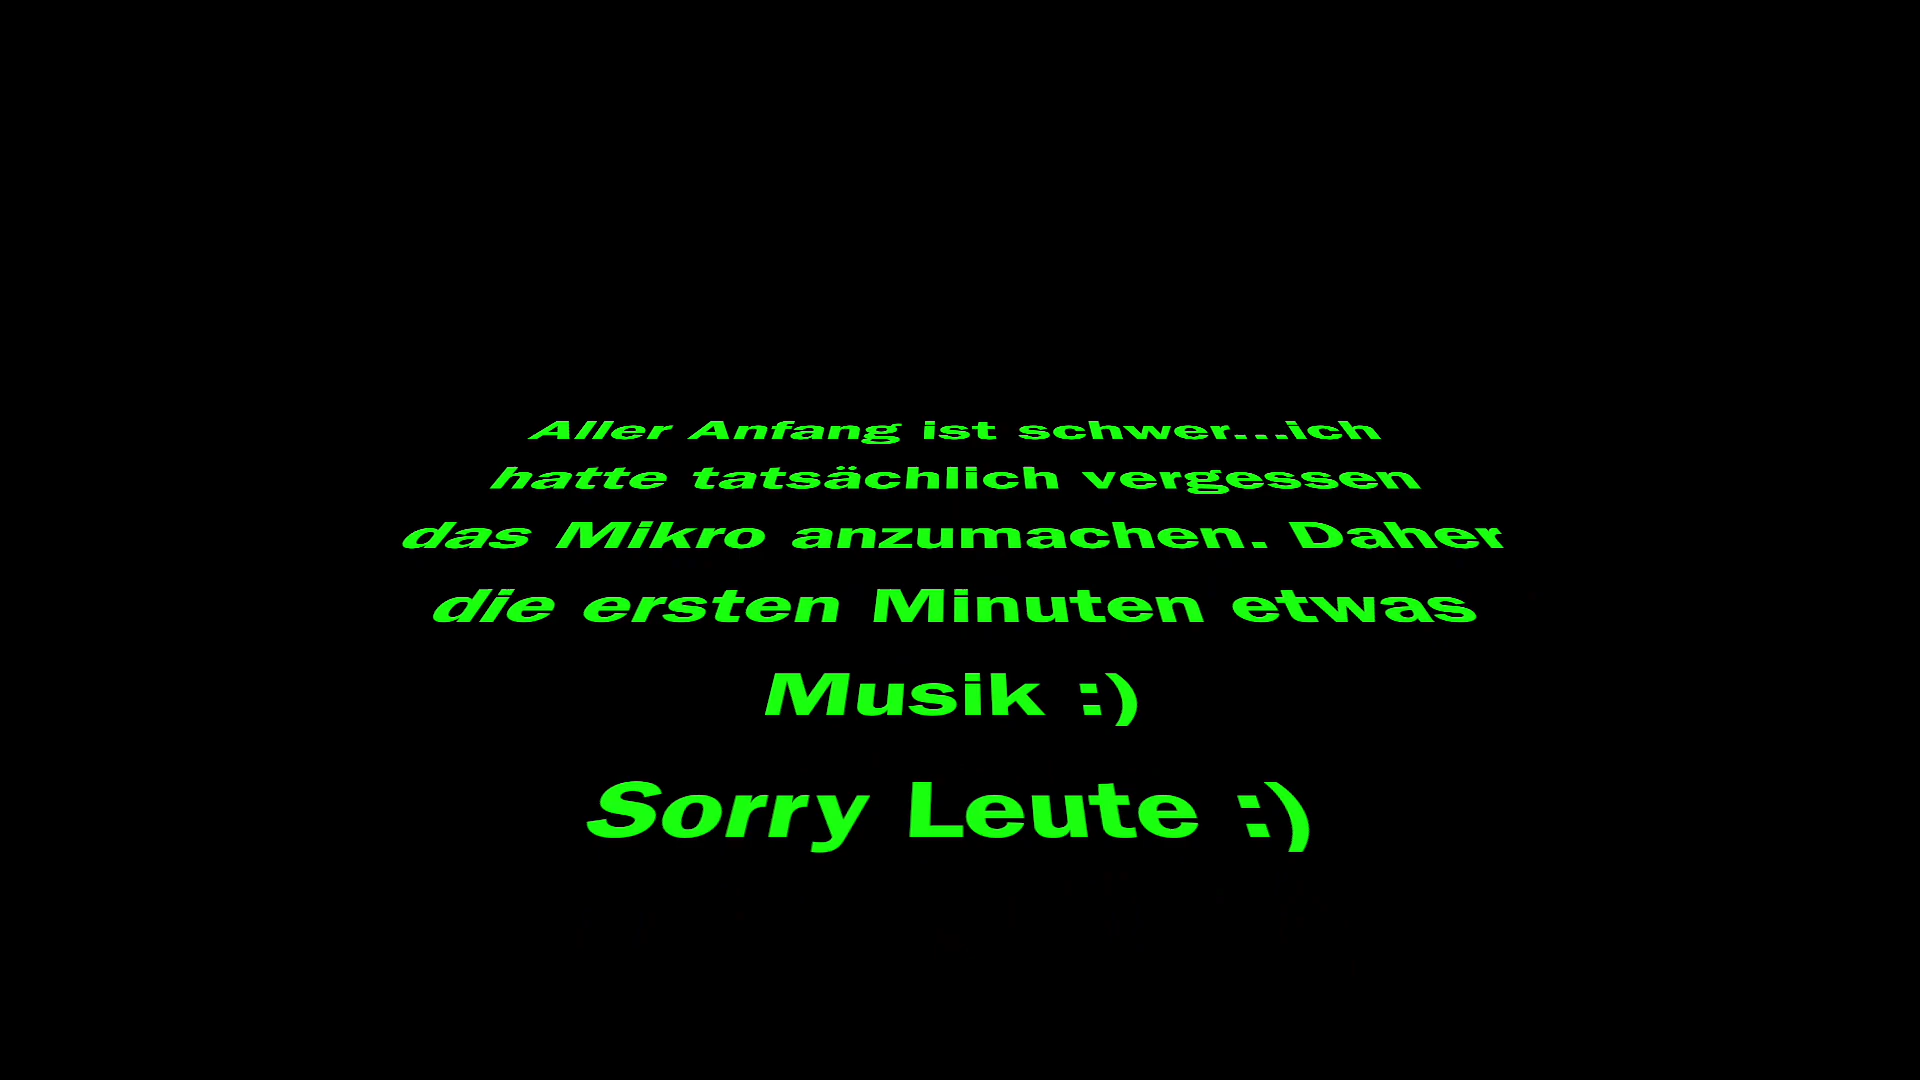 Aller Anfang ist schwer...ich
hatte tatsächlich vergessen
das Mikro anzumachen. Daher
die ersten Minuten etwas
Musik :)
Sorry Leute :)